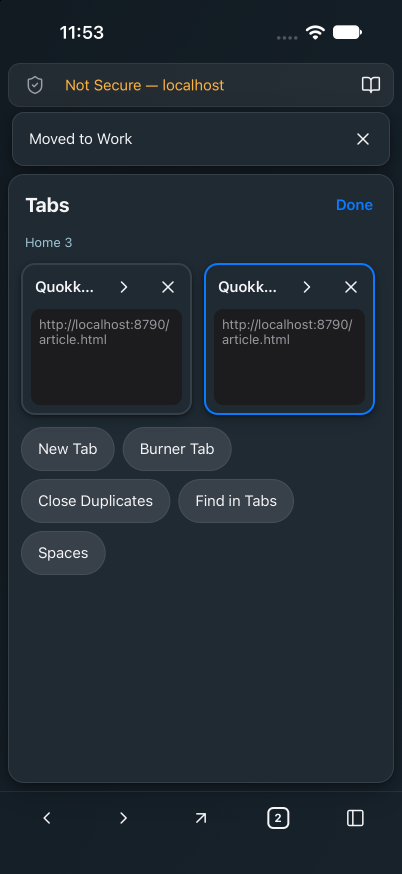 11:53
Not Secure — localhost
Moved to Work
Tabs
Done
Home 3
Quokk...
Quokk...
http://localhost:8790/
article.html
http://localhost:8790/
article.html
New Tab
Burner Tab
Close Duplicates
Find in Tabs
Spaces
2